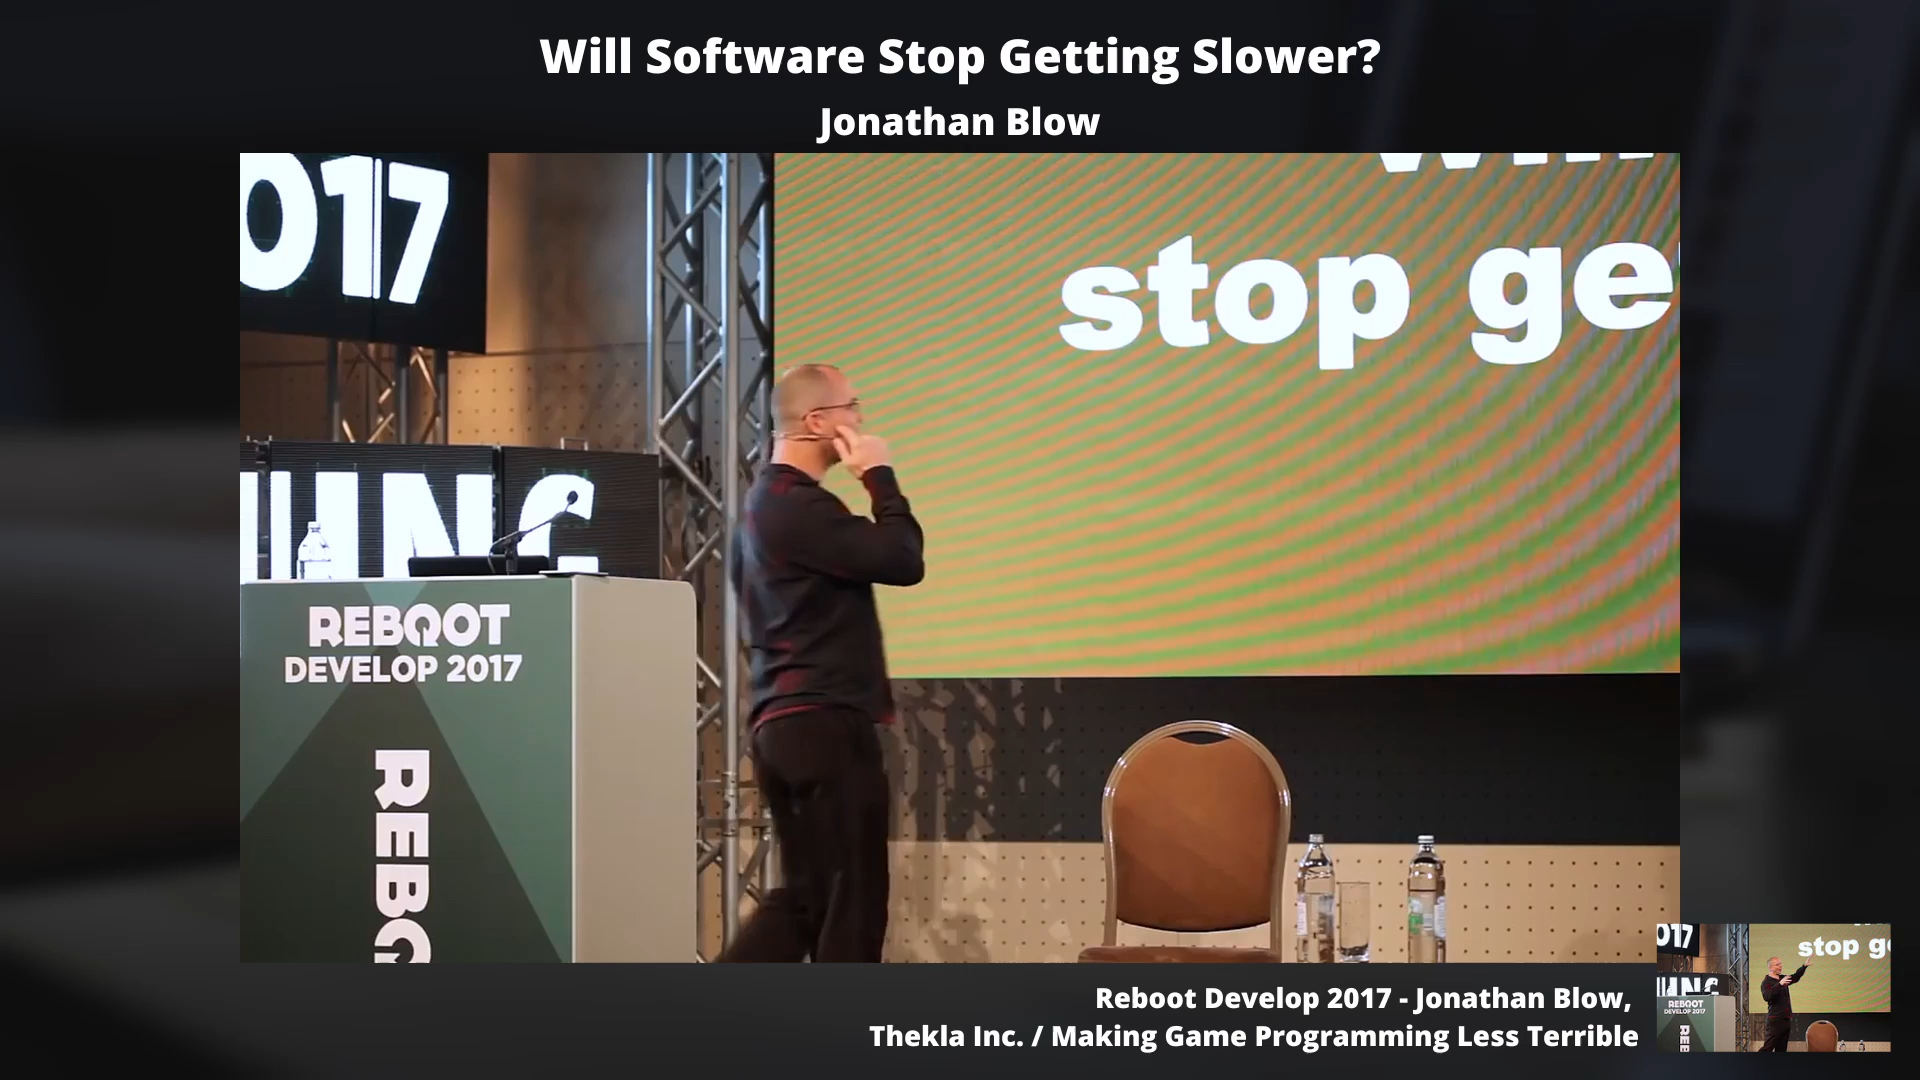 Will Software Stop Getting Slower?
Jonathan Blow
017
stop ge
REBOOT
DEVELOP 2017
REBO
Reboot Develop 2017 - Jonathan Blow,
Thekla Inc. / Making Game Programming Less Terrible
017
stop ge
REBOOT
DEVELOP 2017